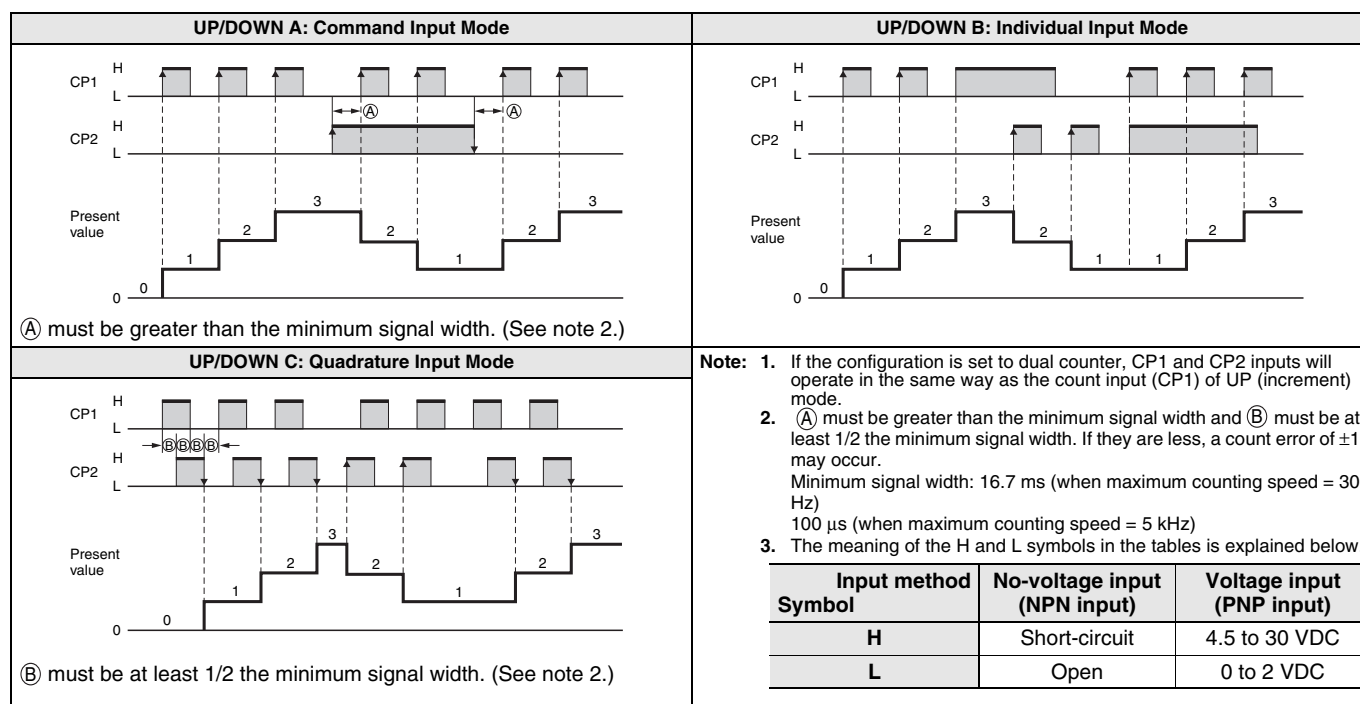 UP/DOWN A: Command Input Mode
CP1
H
L
Ⓐ
Ⓐ
CP2
H
L
Present
value
0
0
1
2
3
2
1
2
3
Ⓐ must be greater than the minimum signal width. (See note 2.)
UP/DOWN B: Individual Input Mode
CP1
H
L
CP2
H
L
Present
value
0
0
1
2
3
2
1
1
2
3
UP/DOWN C: Quadrature Input Mode
CP1
H
L
ⒷⒷⒷⒷ
CP2
H
L
Present
value
0
0
1
2
3
2
1
2
3
Ⓑ must be at least 1/2 the minimum signal width. (See note 2.)
Note: 1. If the configuration is set to dual counter, CP1 and CP2 inputs will
operate in the same way as the count input (CP1) of UP (increment)
mode.
2. Ⓐ must be greater than the minimum signal width and Ⓑ must be at
least 1/2 the minimum signal width. If they are less, a count error of ±1
may occur.
Minimum signal width: 16.7 ms (when maximum counting speed = 30
Hz)
100 μs (when maximum counting speed = 5 kHz)
3. The meaning of the H and L symbols in the tables is explained below
Input method
Symbol
No-voltage input
(NPN input)
Voltage input
(PNP input)
H Short-circuit 4.5 to 30 VDC
L Open 0 to 2 VDC